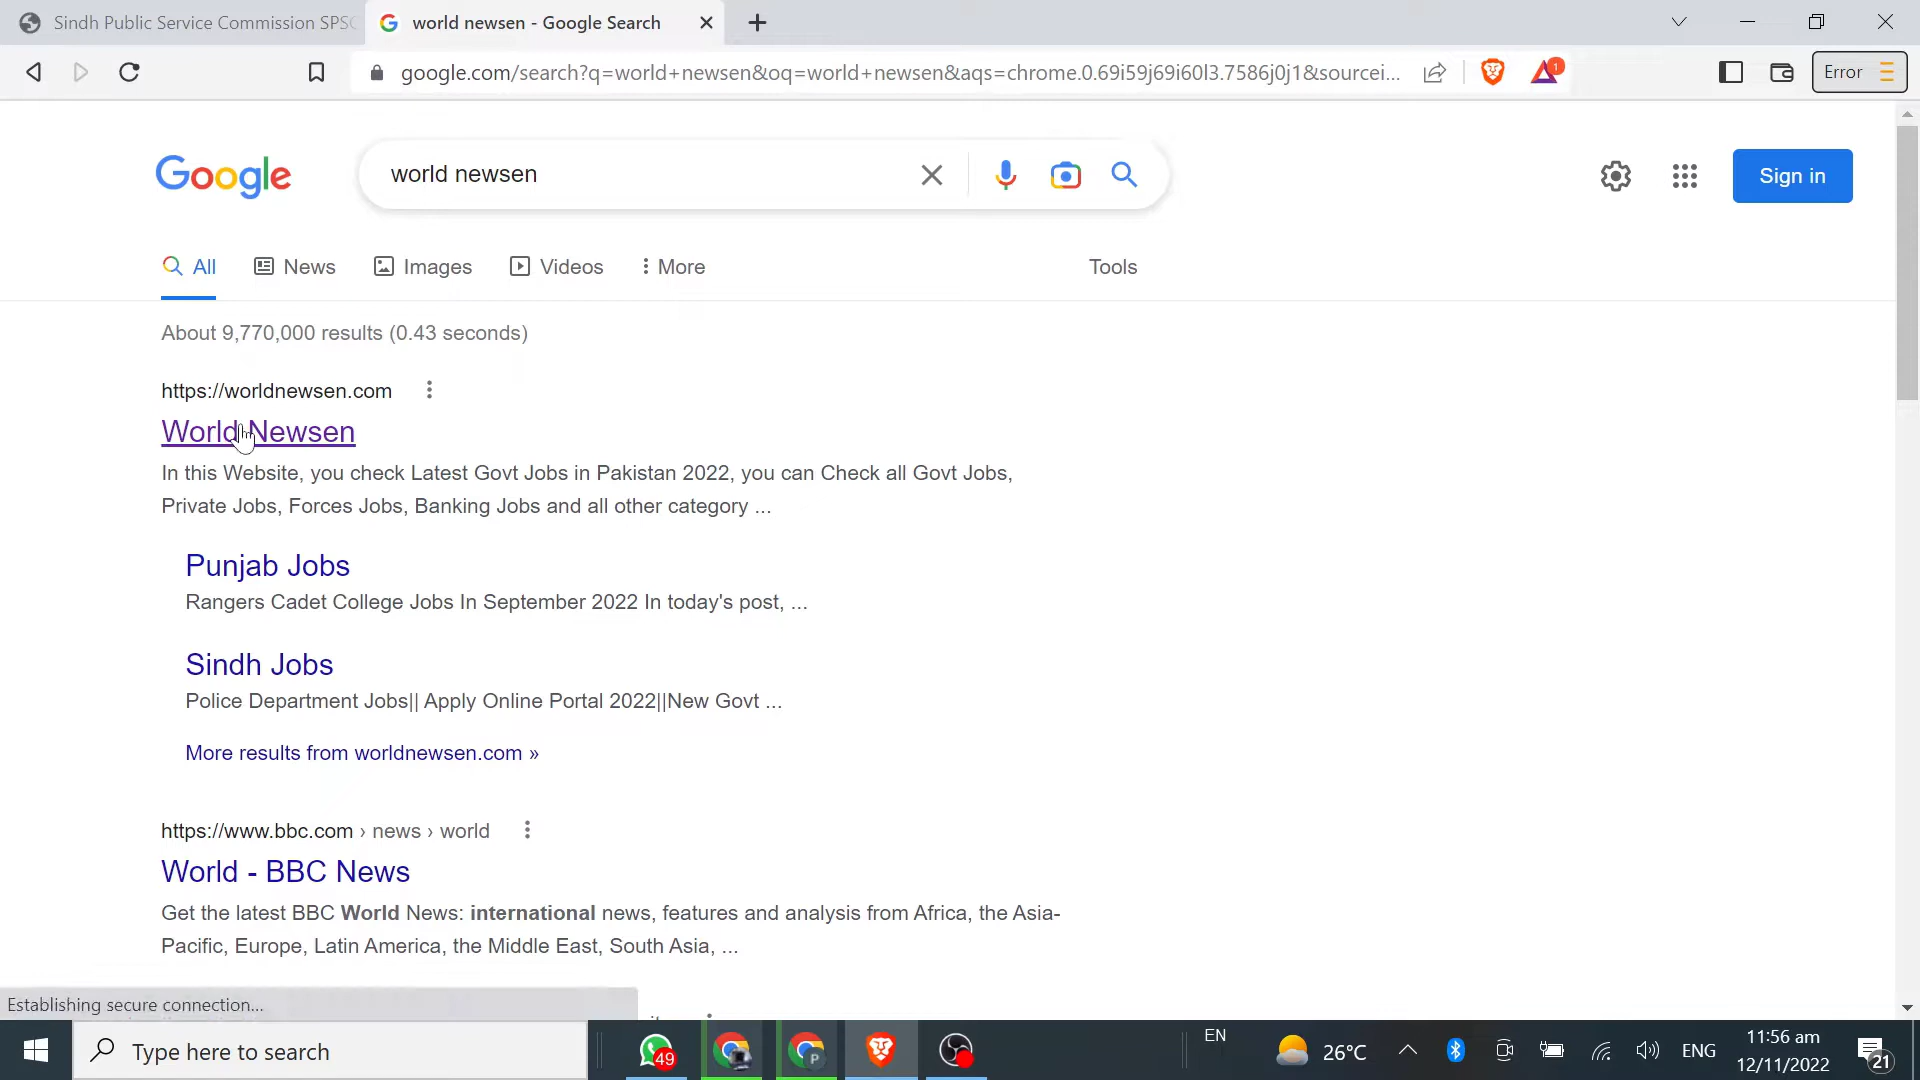 Sindh Public Service Commission SPSC
world newsen - Google Search
google.com/search?q=world+newsen&oq=world+newsen&aqs=chrome.0.69i59j69i60l3.7586j0j1&sourcei...
1
Error
Google
world newsen
Sign in
All
News
Images
Videos
More
Tools
About 9,770,000 results (0.43 seconds)
https://worldnewsen.com
World Newsen
In this Website, you check Latest Govt Jobs in Pakistan 2022, you can Check all Govt Jobs,
Private Jobs, Forces Jobs, Banking Jobs and all other category ...
Punjab Jobs
Rangers Cadet College Jobs In September 2022 In today's post, ...
Sindh Jobs
Police Department Jobs|| Apply Online Portal 2022||New Govt ...
More results from worldnewsen.com »
https://www.bbc.com › news › world
World - BBC News
Get the latest BBC World News: international news, features and analysis from Africa, the Asia-
Pacific, Europe, Latin America, the Middle East, South Asia, ...
Establishing secure connection...
Type here to search
49
P
EN
26°C
ENG
11:56 am
12/11/2022
21